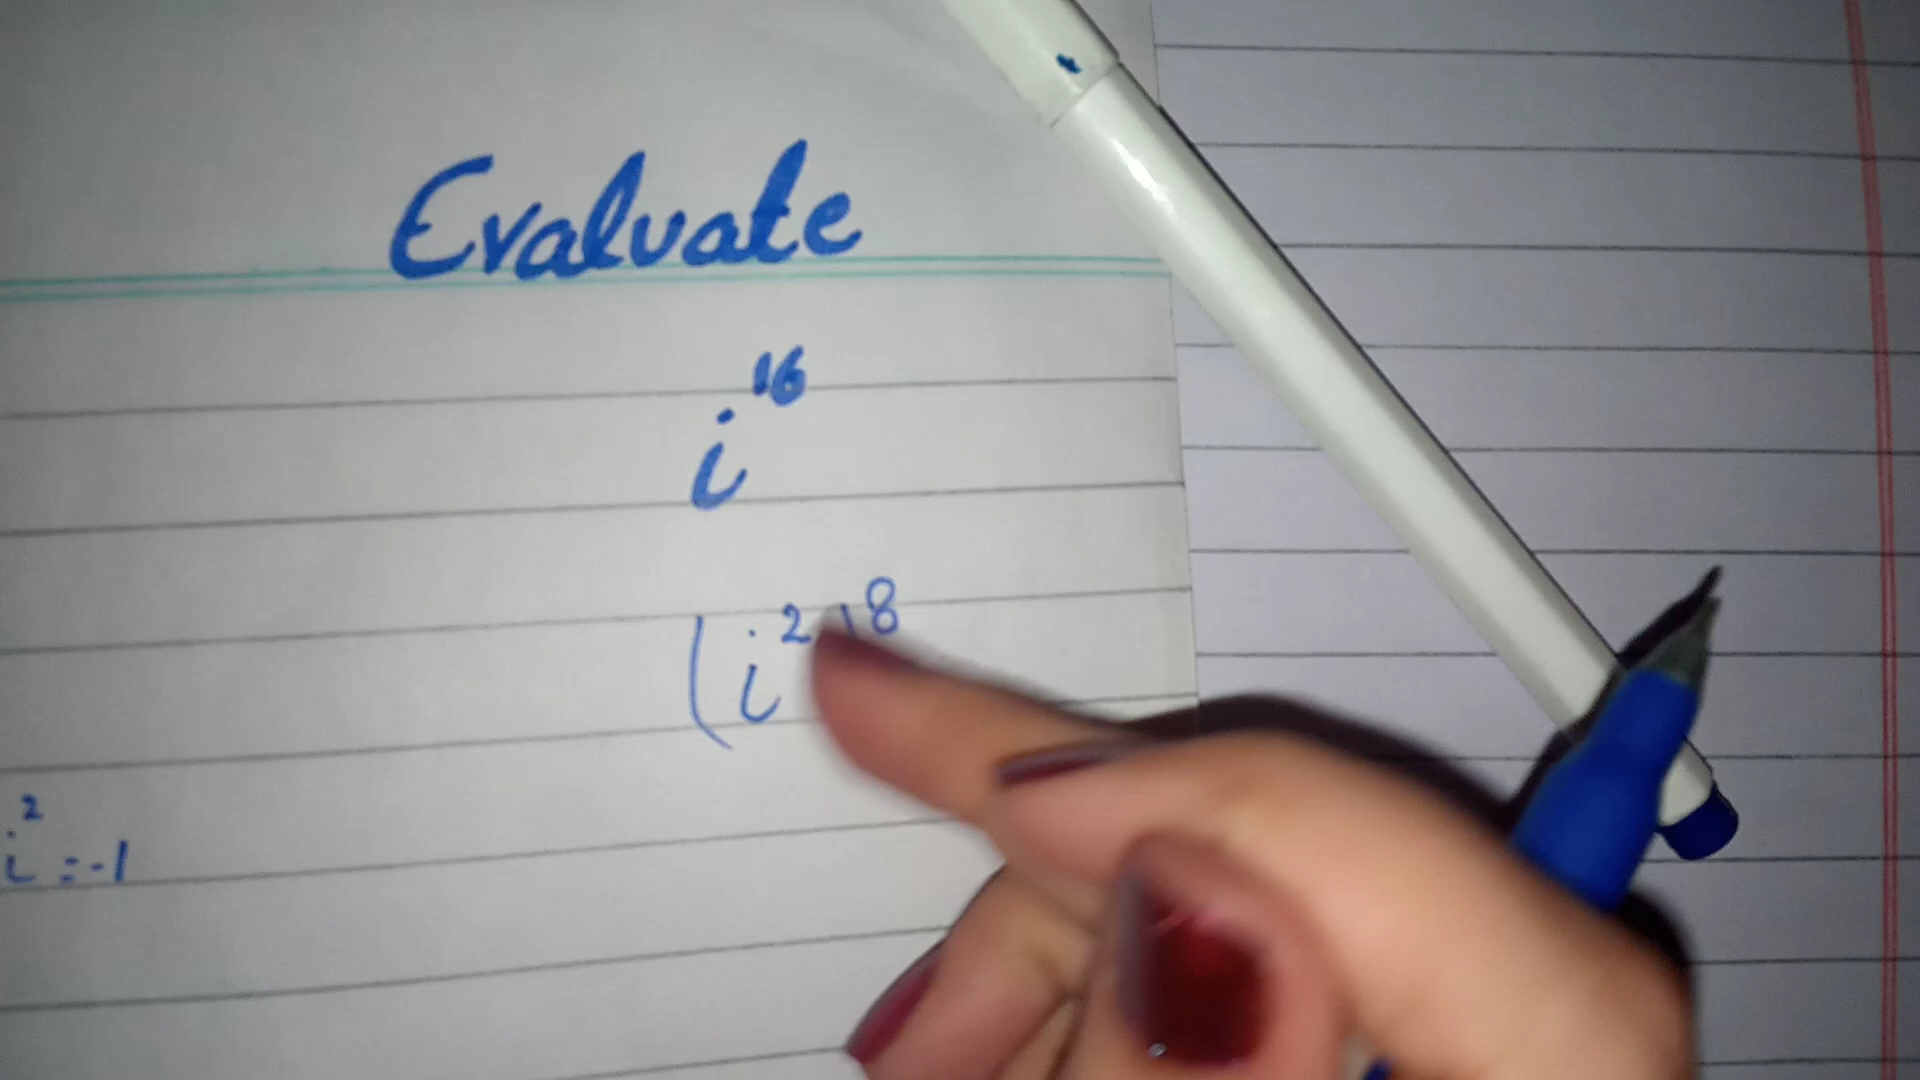 Evaluate
i¹⁶
(i²)⁸
i² = -1